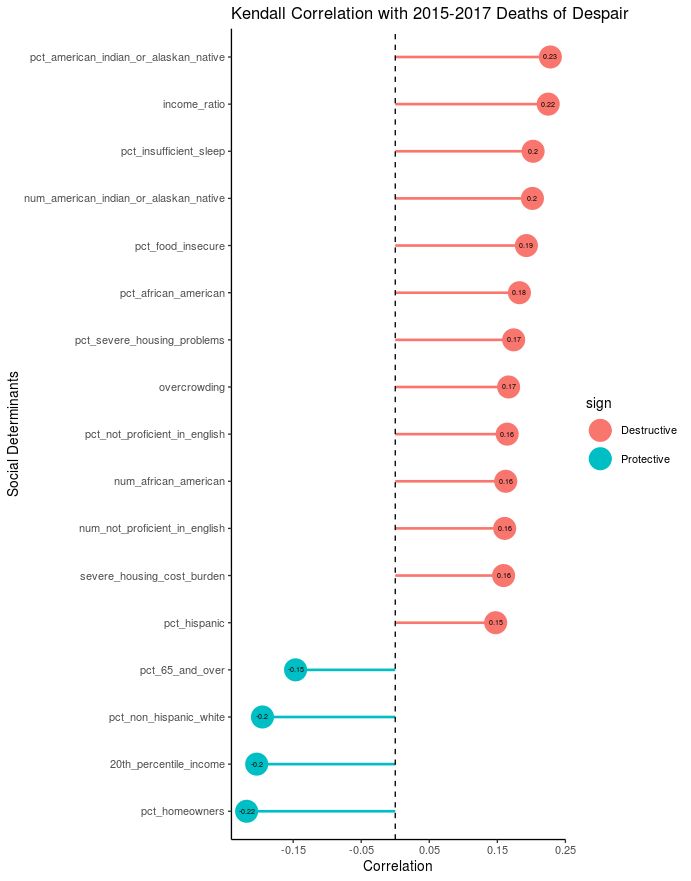 Kendall Correlation with 2015-2017 Deaths of Despair
pct_american_indian_or_alaskan_native 0.23
income_ratio 0.22
pct_insufficient_sleep 0.2
num_american_indian_or_alaskan_native 0.2
pct_food_insecure 0.19
pct_african_american 0.18
pct_severe_housing_problems 0.17
overcrowding 0.17
pct_not_proficient_in_english 0.16
num_african_american 0.16
num_not_proficient_in_english 0.16
severe_housing_cost_burden 0.16
pct_hispanic 0.15
pct_65_and_over -0.15
pct_non_hispanic_white -0.2
20th_percentile_income -0.2
pct_homeowners -0.22
-0.15 -0.05 0.05 0.15 0.25
Correlation
Social Determinants
sign
Destructive
Protective